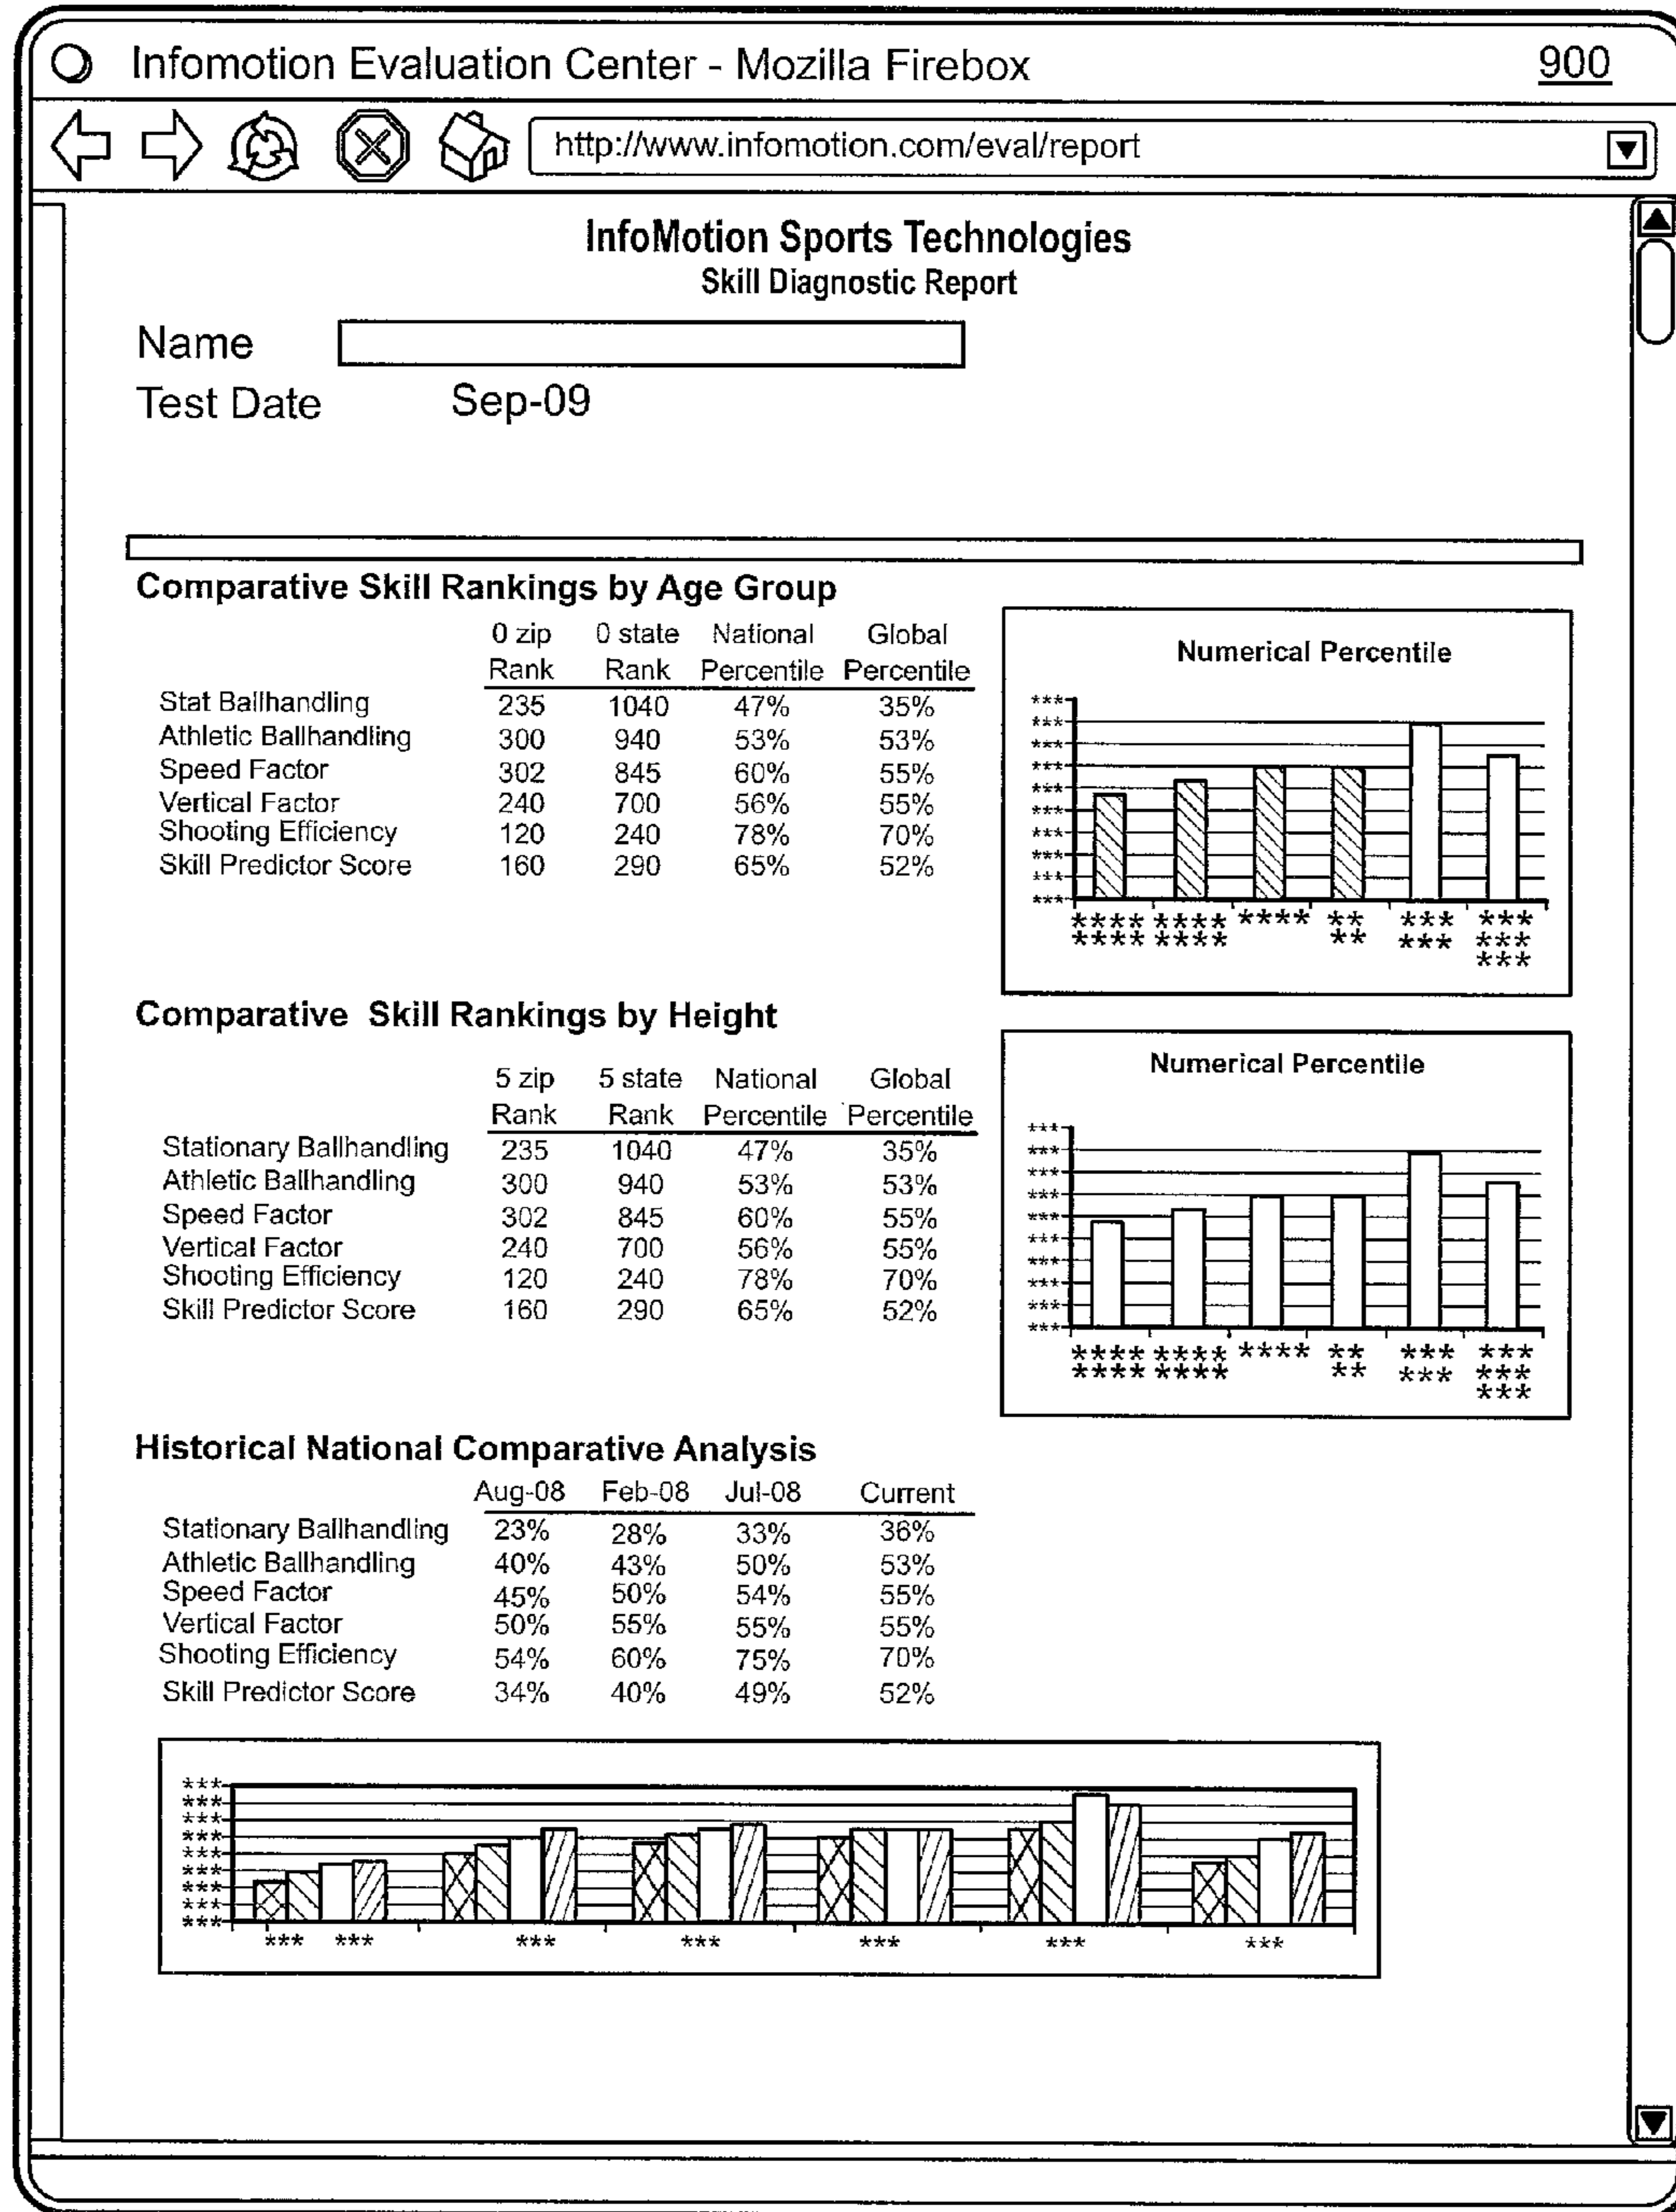 Infomotion Evaluation Center - Mozilla Firebox 900
http://www.infomotion.com/eval/report
InfoMotion Sports Technologies
Skill Diagnostic Report
Name
Test Date Sep-09
Comparative Skill Rankings by Age Group
0 zip 0 state National Global
Rank Rank Percentile Percentile
Stat Ballhandling 235 1040 47% 35%
Athletic Ballhandling 300 940 53% 53%
Speed Factor 302 845 60% 55%
Vertical Factor 240 700 56% 55%
Shooting Efficiency 120 240 78% 70%
Skill Predictor Score 160 290 65% 52%
Numerical Percentile
***
***
***
***
***
***
***
***
***
***
**** **** **** ** *** ***
**** **** ** *** ***
***
Comparative Skill Rankings by Height
5 zip 5 state National Global
Rank Rank Percentile Percentile
Stationary Ballhandling 235 1040 47% 35%
Athletic Ballhandling 300 940 53% 53%
Speed Factor 302 845 60% 55%
Vertical Factor 240 700 56% 55%
Shooting Efficiency 120 240 78% 70%
Skill Predictor Score 160 290 65% 52%
Numerical Percentile
***
***
***
***
***
***
***
***
***
***
**** **** **** ** *** ***
**** **** ** *** ***
***
Historical National Comparative Analysis
Aug-08 Feb-08 Jul-08 Current
Stationary Ballhandling 23% 28% 33% 36%
Athletic Ballhandling 40% 43% 50% 53%
Speed Factor 45% 50% 54% 55%
Vertical Factor 50% 55% 55% 55%
Shooting Efficiency 54% 60% 75% 70%
Skill Predictor Score 34% 40% 49% 52%
***
***
***
***
***
***
***
***
***
*** *** *** *** *** *** ***